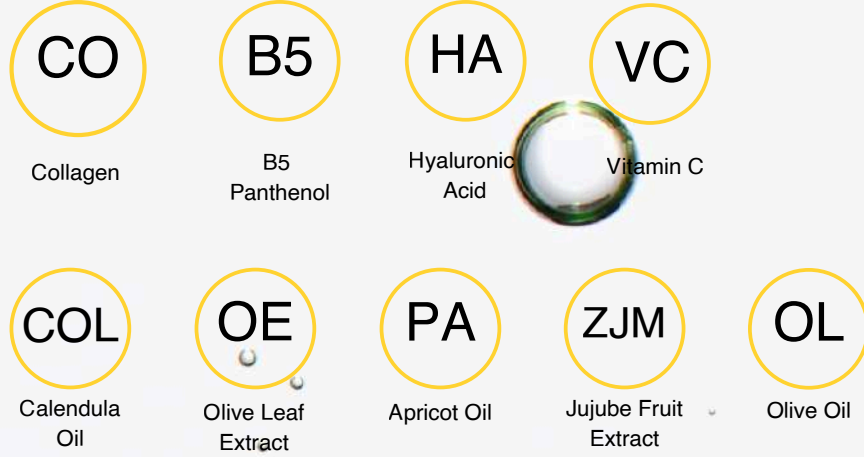 CO
B5
HA
VC
Collagen
B5
Panthenol
Hyaluronic
Acid
Vitamin C
COL
OE
PA
ZJM
OL
Calendula
Oil
Olive Leaf
Extract
Apricot Oil
Jujube Fruit
Extract
Olive Oil